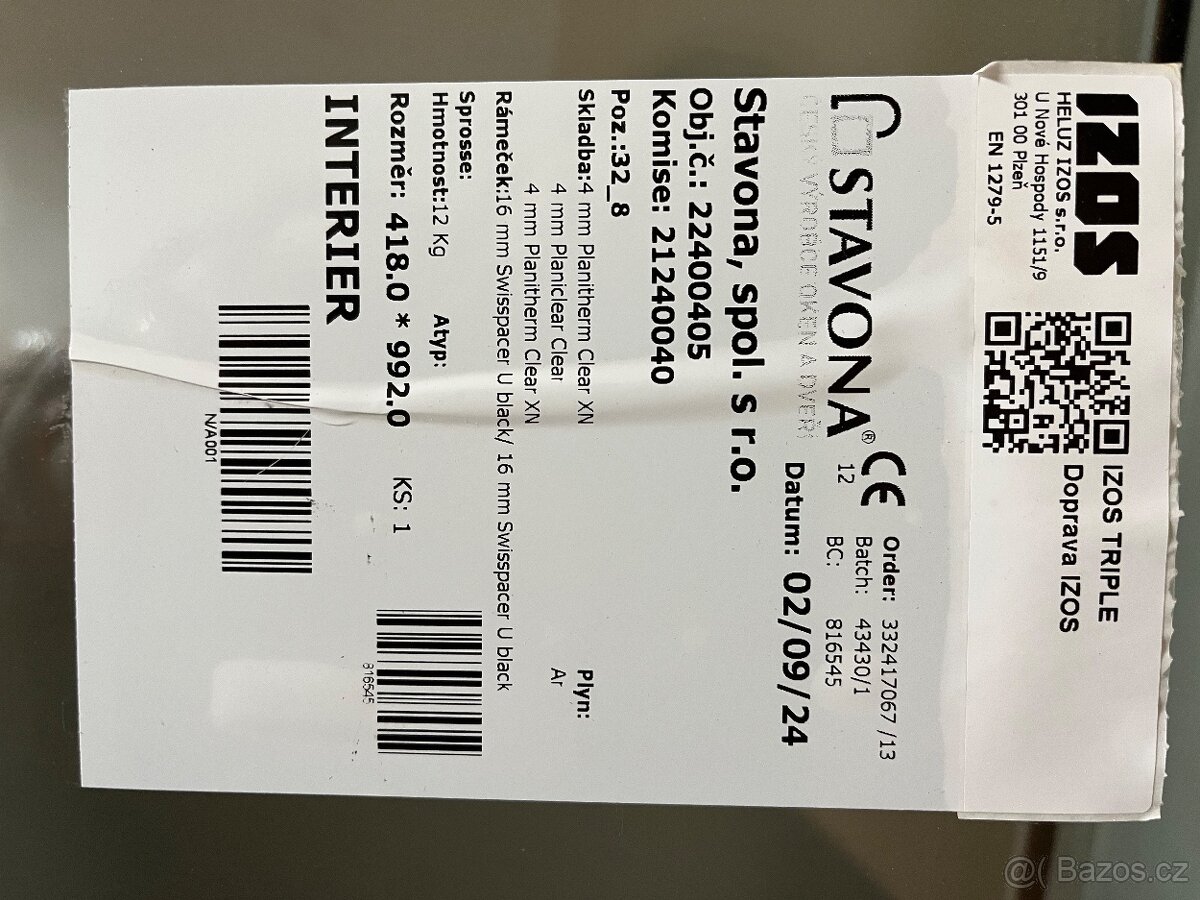 IZOS
HELUZ IZOS s.r.o.
U Nové Hospody 1151/9
301 00 Plzeň
EN 1279-5
IZOS TRIPLE
Doprava IZOS
STAVONA®
ČESKÝ VÝROBCE OKEN A DVEŘÍ
CE
12
Order: 332417067 /13
Batch: 43430/1
BC: 816545
Datum: 02/09/24
Stavona, spol. s r.o.
Obj.č.: 22400405
Komise: 21240040
Poz.:32_8
Skladba:4 mm Planitherm Clear XN
4 mm Planiclear Clear
4 mm Planitherm Clear XN
Plyn:
Ar
Rámeček:16 mm Swisspacer U black/ 16 mm Swisspacer U black
Sprosse:
Hmotnost:12 Kg Atyp:
Rozměr: 418.0 * 992.0 KS: 1
816545
INTERIER
N/A001
@( Bazos.cz